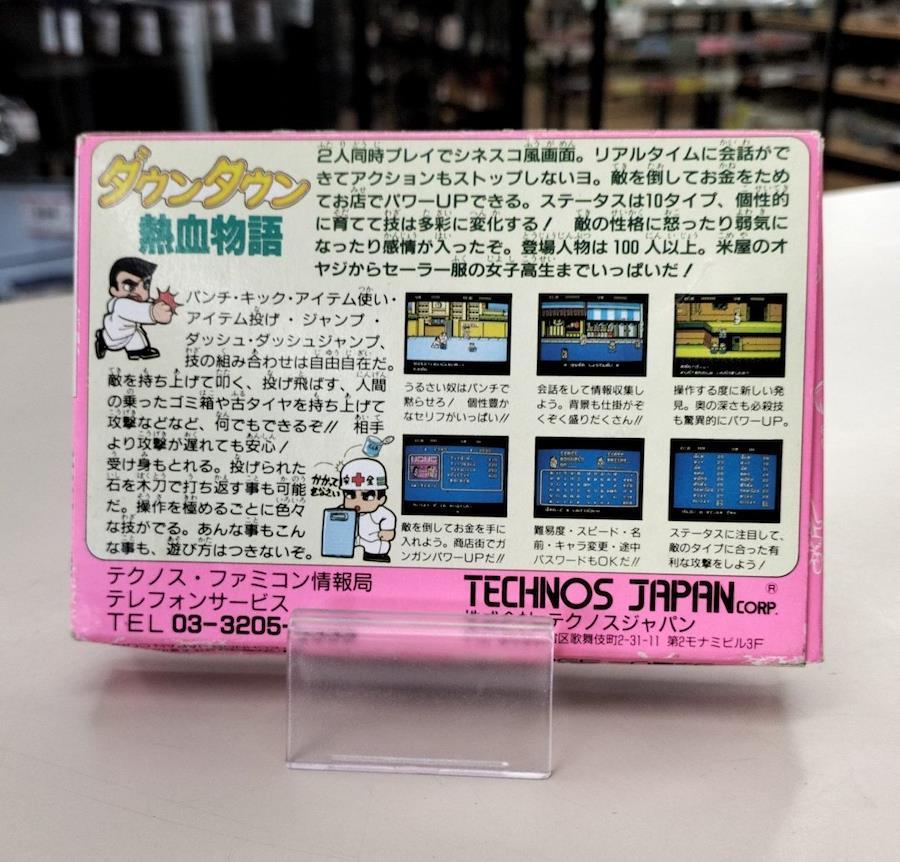 ダウンタウン
熱血物語
2人同時プレイでシネスコ風画面。リアルタイムに会話がで
きてアクションもストップしないヨ。敵を倒してお金をため
てお店でパワーUPできる。ステータスは10タイプ、個性的
に育てて技は多彩に変化する！ 敵の性格に怒ったり弱気に
なったり感情が入ったぞ。登場人物は100人以上。米屋のオ
ヤジからセーラー服の女子高生までいっぱいだ！
パンチ・キック・アイテム使い・
アイテム投げ・ジャンプ・
ダッシュ・ダッシュジャンプ、
技の組み合わせは自由自在だ。
敵を持ち上げて叩く、投げ飛ばす、人間
の乗ったゴミ箱や古タイヤを持ち上げて
攻撃などなど、何でもできるぞ!! 相手
より攻撃が遅れても安心！
受け身もとれる。投げられた
石を木刀で打ち返す事も可能
だ。操作を極めるごとに色々
な技がでる。あんな事もこん
な事も、遊び方はつきないぞ。
うるさい奴はパンチで
黙らせろ！ 個性豊か
なセリフがいっぱい!!
会話をして情報収集し
よう。背景も仕掛がぞ
くぞく盛りだくさん!!
操作する度に新しい発
見。奥の深さも必殺技
も驚異的にパワーUP。
敵を倒してお金を手に
入れよう。商店街でガ
ンガンパワーUPだ!!
難易度・スピード・名
前・キャラ変更・途中
パスワードもOKだ!!
ステータスに注目して、
敵のタイプに合った有
利な攻撃をしよう！
テクノス・ファミコン情報局
テレフォンサービス
TEL 03-3205-
TECHNOS JAPAN CORP. ®
株式会社 テクノスジャパン
区歌舞伎町2-31-11 第2モナミビル3F